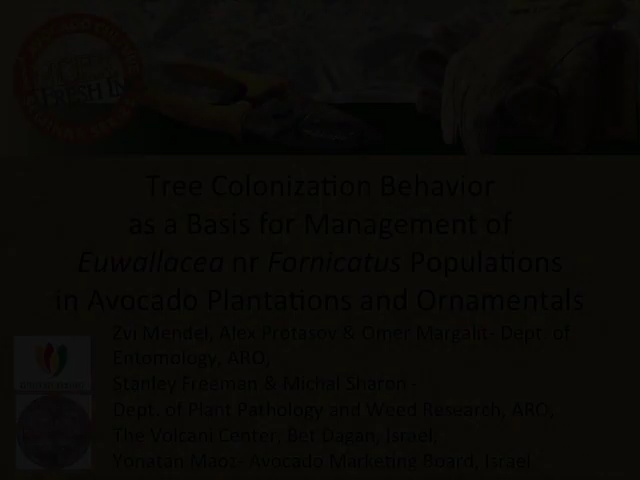 FRESH IN
Tree Colonization Behavior
as a Basis for Management of
Euwallacea nr Fornicatus Populations
in Avocado Plantations and Ornamentals
Zvi Mendel, Alex Protasov & Omer Margalit- Dept of
Entomology, ARO,
Stanley Freeman & Michal Sharon -
Dept. of Plant Pathology and Weed Research, ARO;
The Volcani Center, Bet Dagan, Israel;
Yonatan Maoz- Avocado Marketing Board, Israel